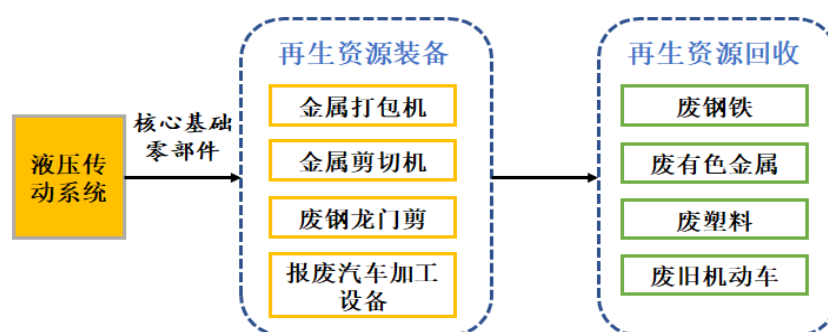 液压传
动系统
核心基础
零部件
再生资源装备
金属打包机
金属剪切机
废钢龙门剪
报废汽车加工
设备
再生资源回收
废钢铁
废有色金属
废塑料
废旧机动车